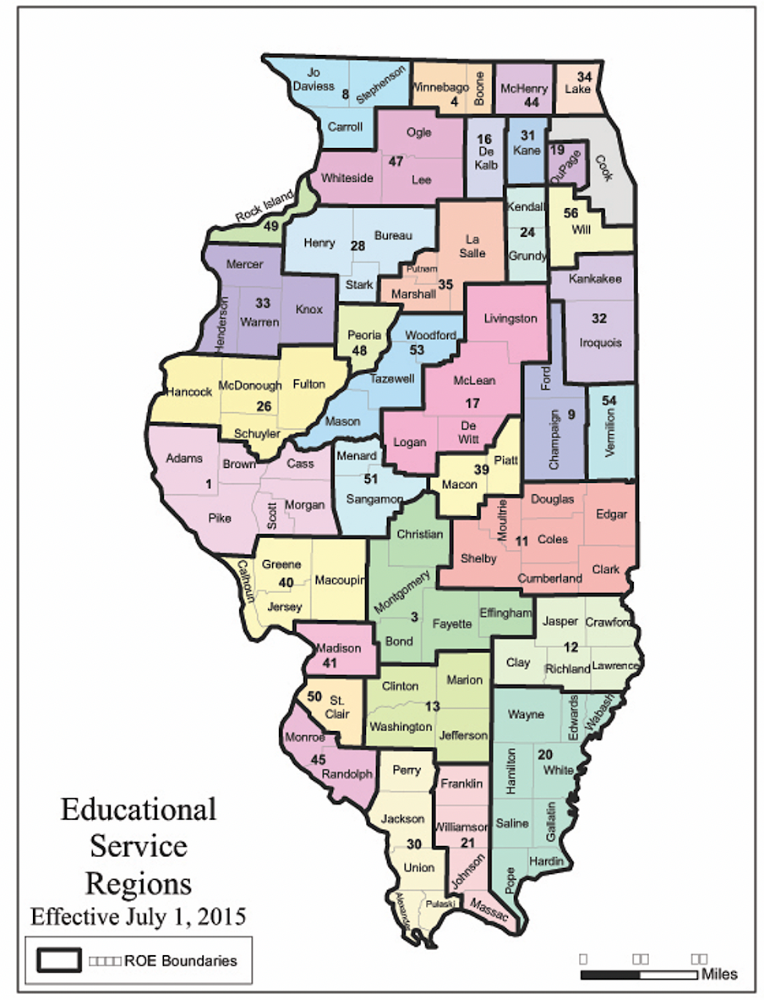 Jo
Daviess
8
Stephenson
Winnebago
4
Boone
McHenry
44
34
Lake
Carroll
Ogle
47
Whiteside
Lee
16
De
Kalb
31
Kane
19
DuPage
Cook
Rock Island
49
Henry
28
Bureau
Stark
La
Salle
Putnam
35
Marshall
Kendall
24
Grundy
56
Will
Mercer
33
Henderson
Warren
Knox
Kankakee
32
Iroquois
Peoria
48
Woodford
53
Tazewell
Mason
Livingston
McLean
17
Logan
De
Witt
Ford
9
Champaign
54
Vermilion
Hancock
McDonough
Fulton
26
Schuyler
Adams
Brown
Cass
1
Pike
Scott
Morgan
Menard
51
Sangamon
39
Piatt
Macon
Christian
Montgomery
3
Bond
Fayette
Effingham
Moultrie
Douglas
Edgar
11
Coles
Shelby
Cumberland
Clark
Calhoun
Greene
40
Macoupin
Jersey
Madison
41
Jasper
Crawford
12
Clay
Richland
Lawrence
50
St.
Clair
Clinton
Marion
13
Washington
Jefferson
Monroe
45
Randolph
Wayne
Edwards
Wabash
20
Hamilton
White
Saline
Gallatin
Pope
Hardin
Perry
Jackson
30
Union
Alexander
Pulaski
Franklin
Williamson
21
Johnson
Massac
Educational
Service
Regions
Effective July 1, 2015
ROE Boundaries
Miles